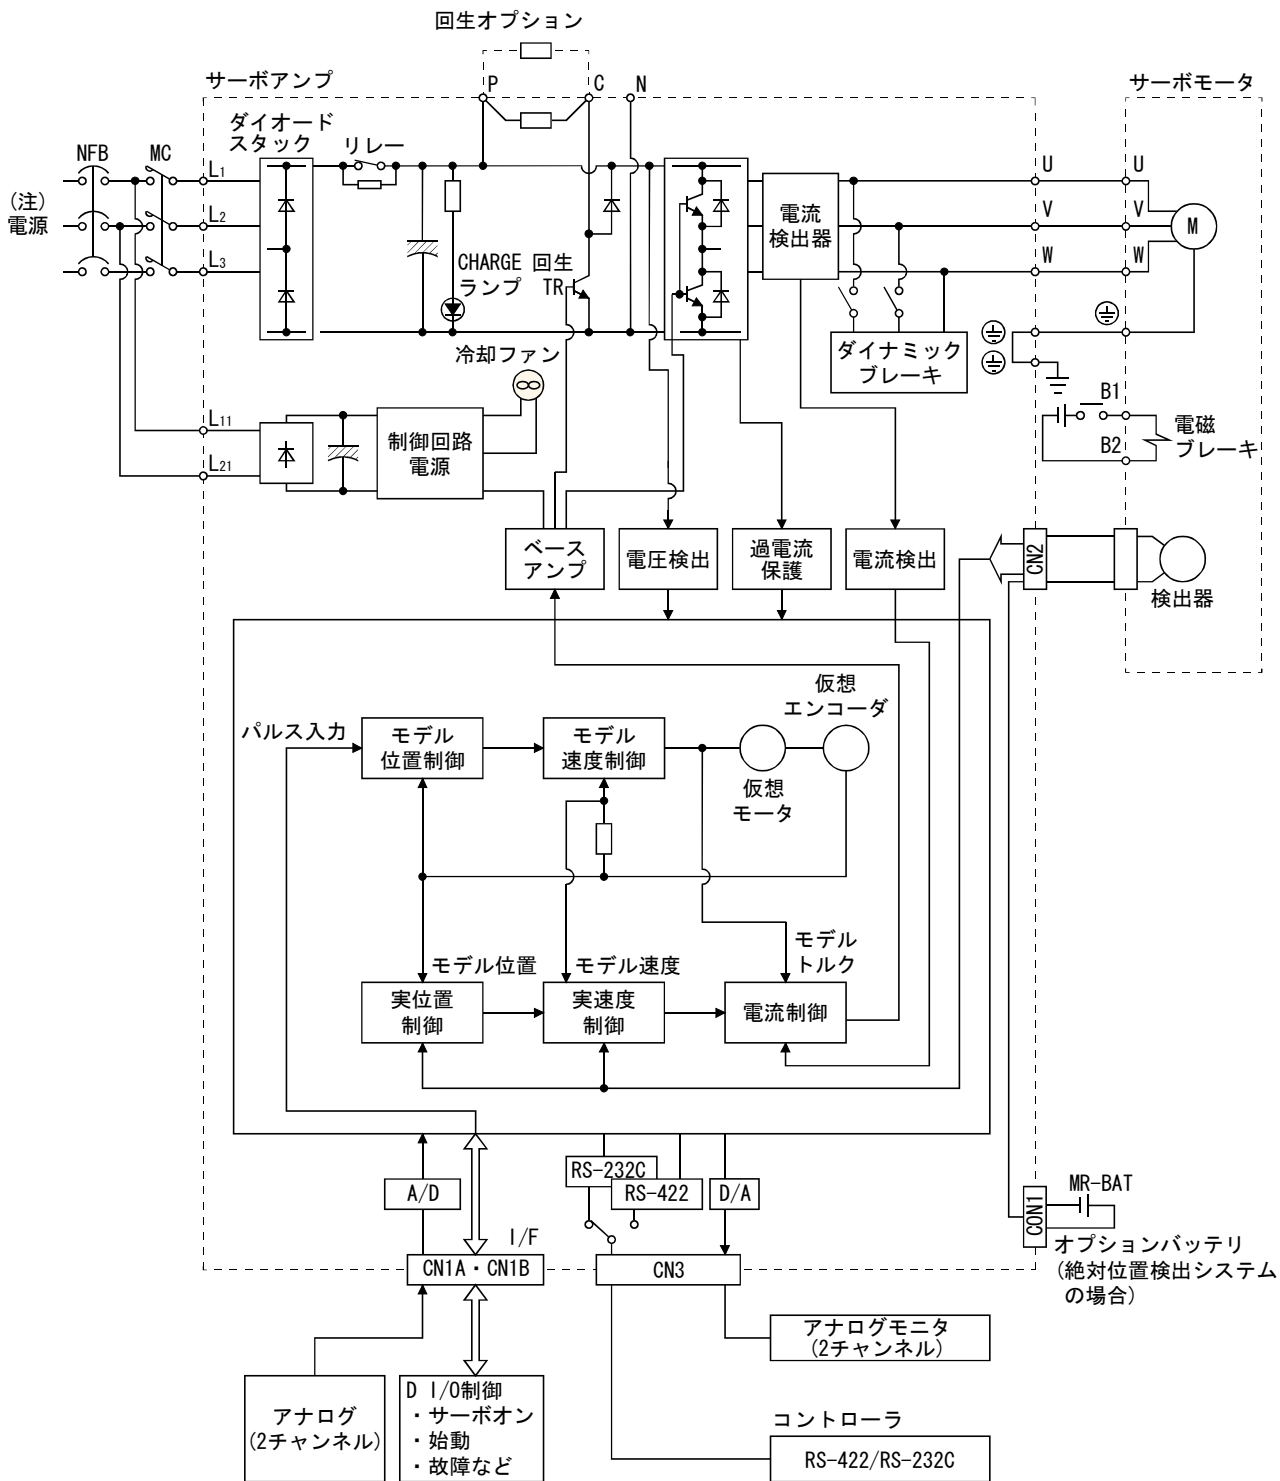 回生オプション
サーボアンプ
P
C
N
サーボモータ
ダイオード
スタック
リレー
NFB
MC
(注)
電源
L1
L2
L3
CHARGE
ランプ
回生
TR
電流
検出器
U
V
W
U
V
W
M
ダイナミック
ブレーキ
冷却ファン
L11
L21
制御回路
電源
B1
B2
電磁
ブレーキ
ベース
アンプ
電圧検出
過電流
保護
電流検出
CN2
検出器
パルス入力
モデル
位置制御
モデル
速度制御
仮想
エンコーダ
仮想
モータ
モデル位置
モデル速度
モデル
トルク
実位置
制御
実速度
制御
電流制御
A/D
RS-232C
RS-422
D/A
I/F
CN1A・CN1B
CN3
CON1
MR-BAT
オプションバッテリ
(絶対位置検出システム
の場合)
アナログモニタ
(2チャンネル)
アナログ
(2チャンネル)
D I/O制御
・サーボオン
・始動
・故障など
コントローラ
RS-422/RS-232C